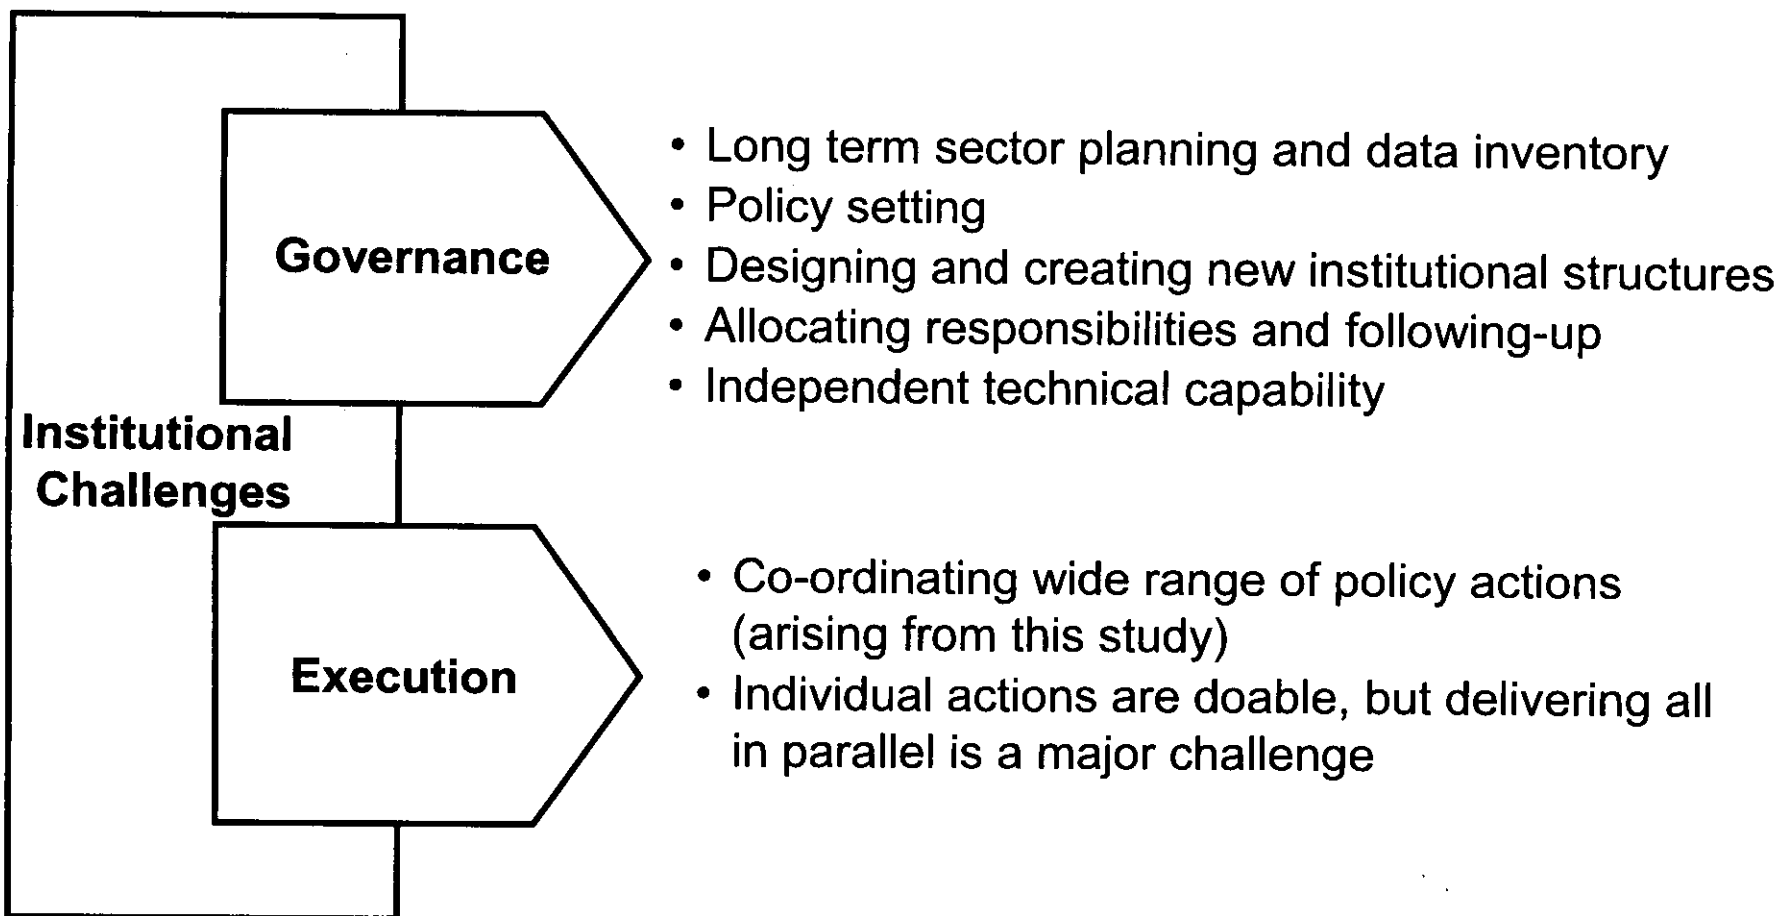 Institutional
Challenges
Governance
• Long term sector planning and data inventory
• Policy setting
• Designing and creating new institutional structures
• Allocating responsibilities and following-up
• Independent technical capability
Execution
• Co-ordinating wide range of policy actions
(arising from this study)
• Individual actions are doable, but delivering all
in parallel is a major challenge